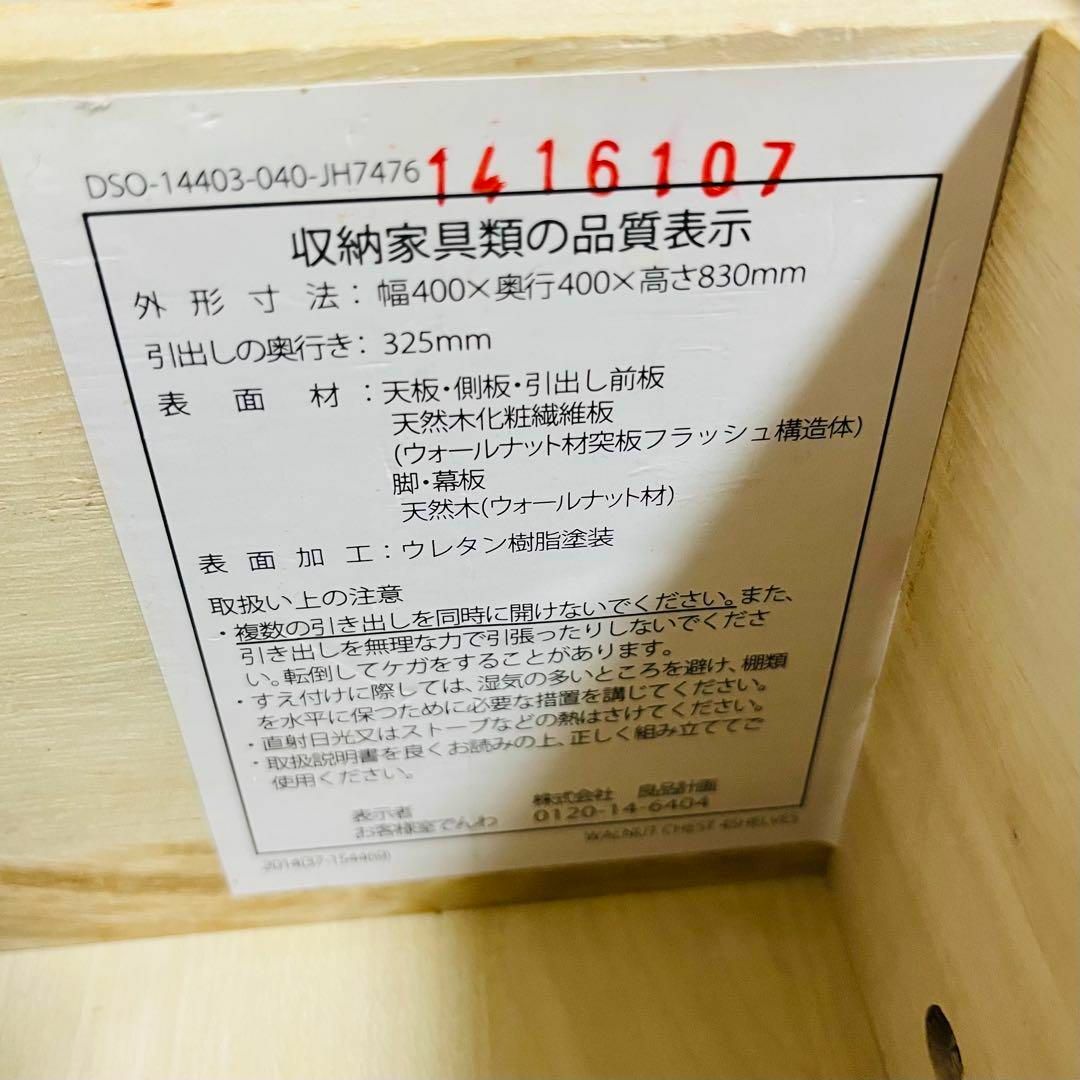 DSO-14403-040-JH7476 1416107
収納家具類の品質表示
外形寸法：幅400×奥行400×高さ830mm
引出しの奥行き：325mm
表面材：天板・側板・引出し前板
天然木化粧繊維板
(ウォールナット材突板フラッシュ構造体)
脚・幕板
天然木(ウォールナット材)
表面加工：ウレタン樹脂塗装
取扱い上の注意
・複数の引き出しを同時に開けないでください。また、
引き出しを無理な力で引張ったりしないでくださ
い。転倒してケガをすることがあります。
・すえ付けに際しては、湿気の多いところを避け、棚類
を水平に保つために必要な措置を講じてください。
・直射日光又はストーブなどの熱はさけてください。
・取扱説明書を良くお読みの上、正しく組み立ててご
使用ください。
表示者 株式会社 良品計画
お客様室でんわ 0120-14-6404
WALNUT CHEST